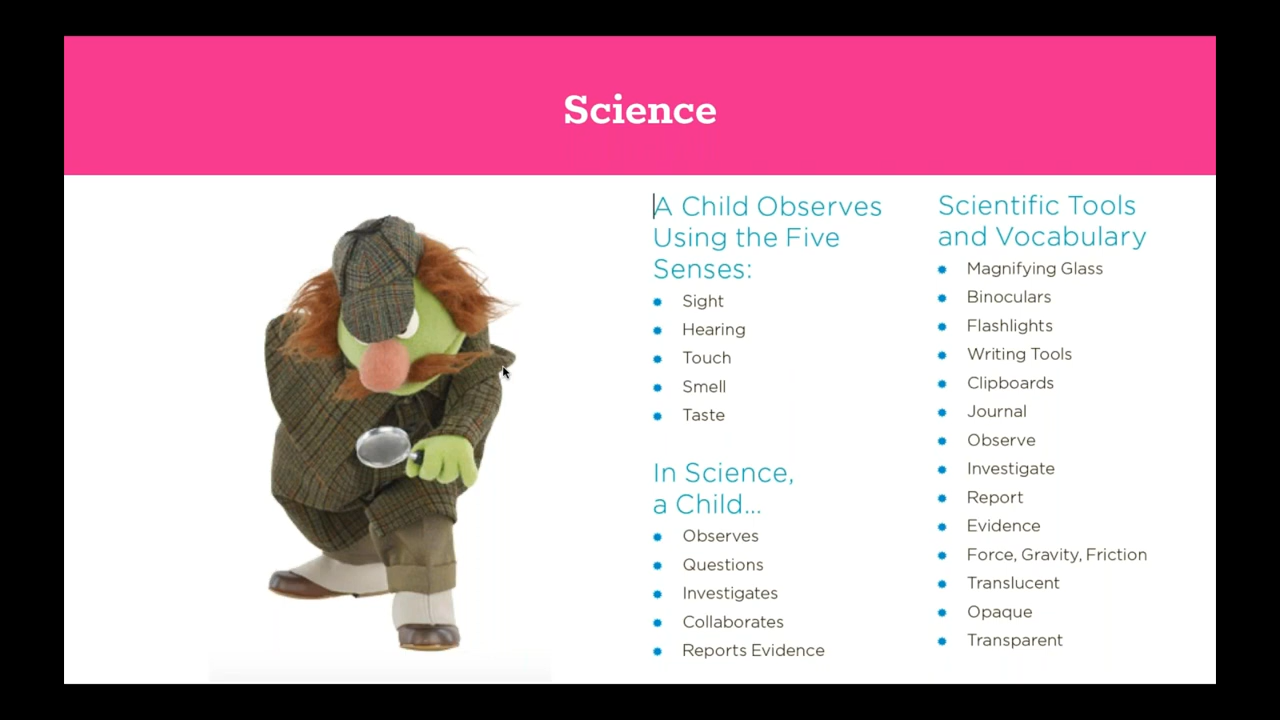 Science
A Child Observes
Using the Five
Senses:
Sight
Hearing
Touch
Smell
Taste
In Science,
a Child...
Observes
Questions
Investigates
Collaborates
Reports Evidence
Scientific Tools
and Vocabulary
Magnifying Glass
Binoculars
Flashlights
Writing Tools
Clipboards
Journal
Observe
Investigate
Report
Evidence
Force, Gravity, Friction
Translucent
Opaque
Transparent